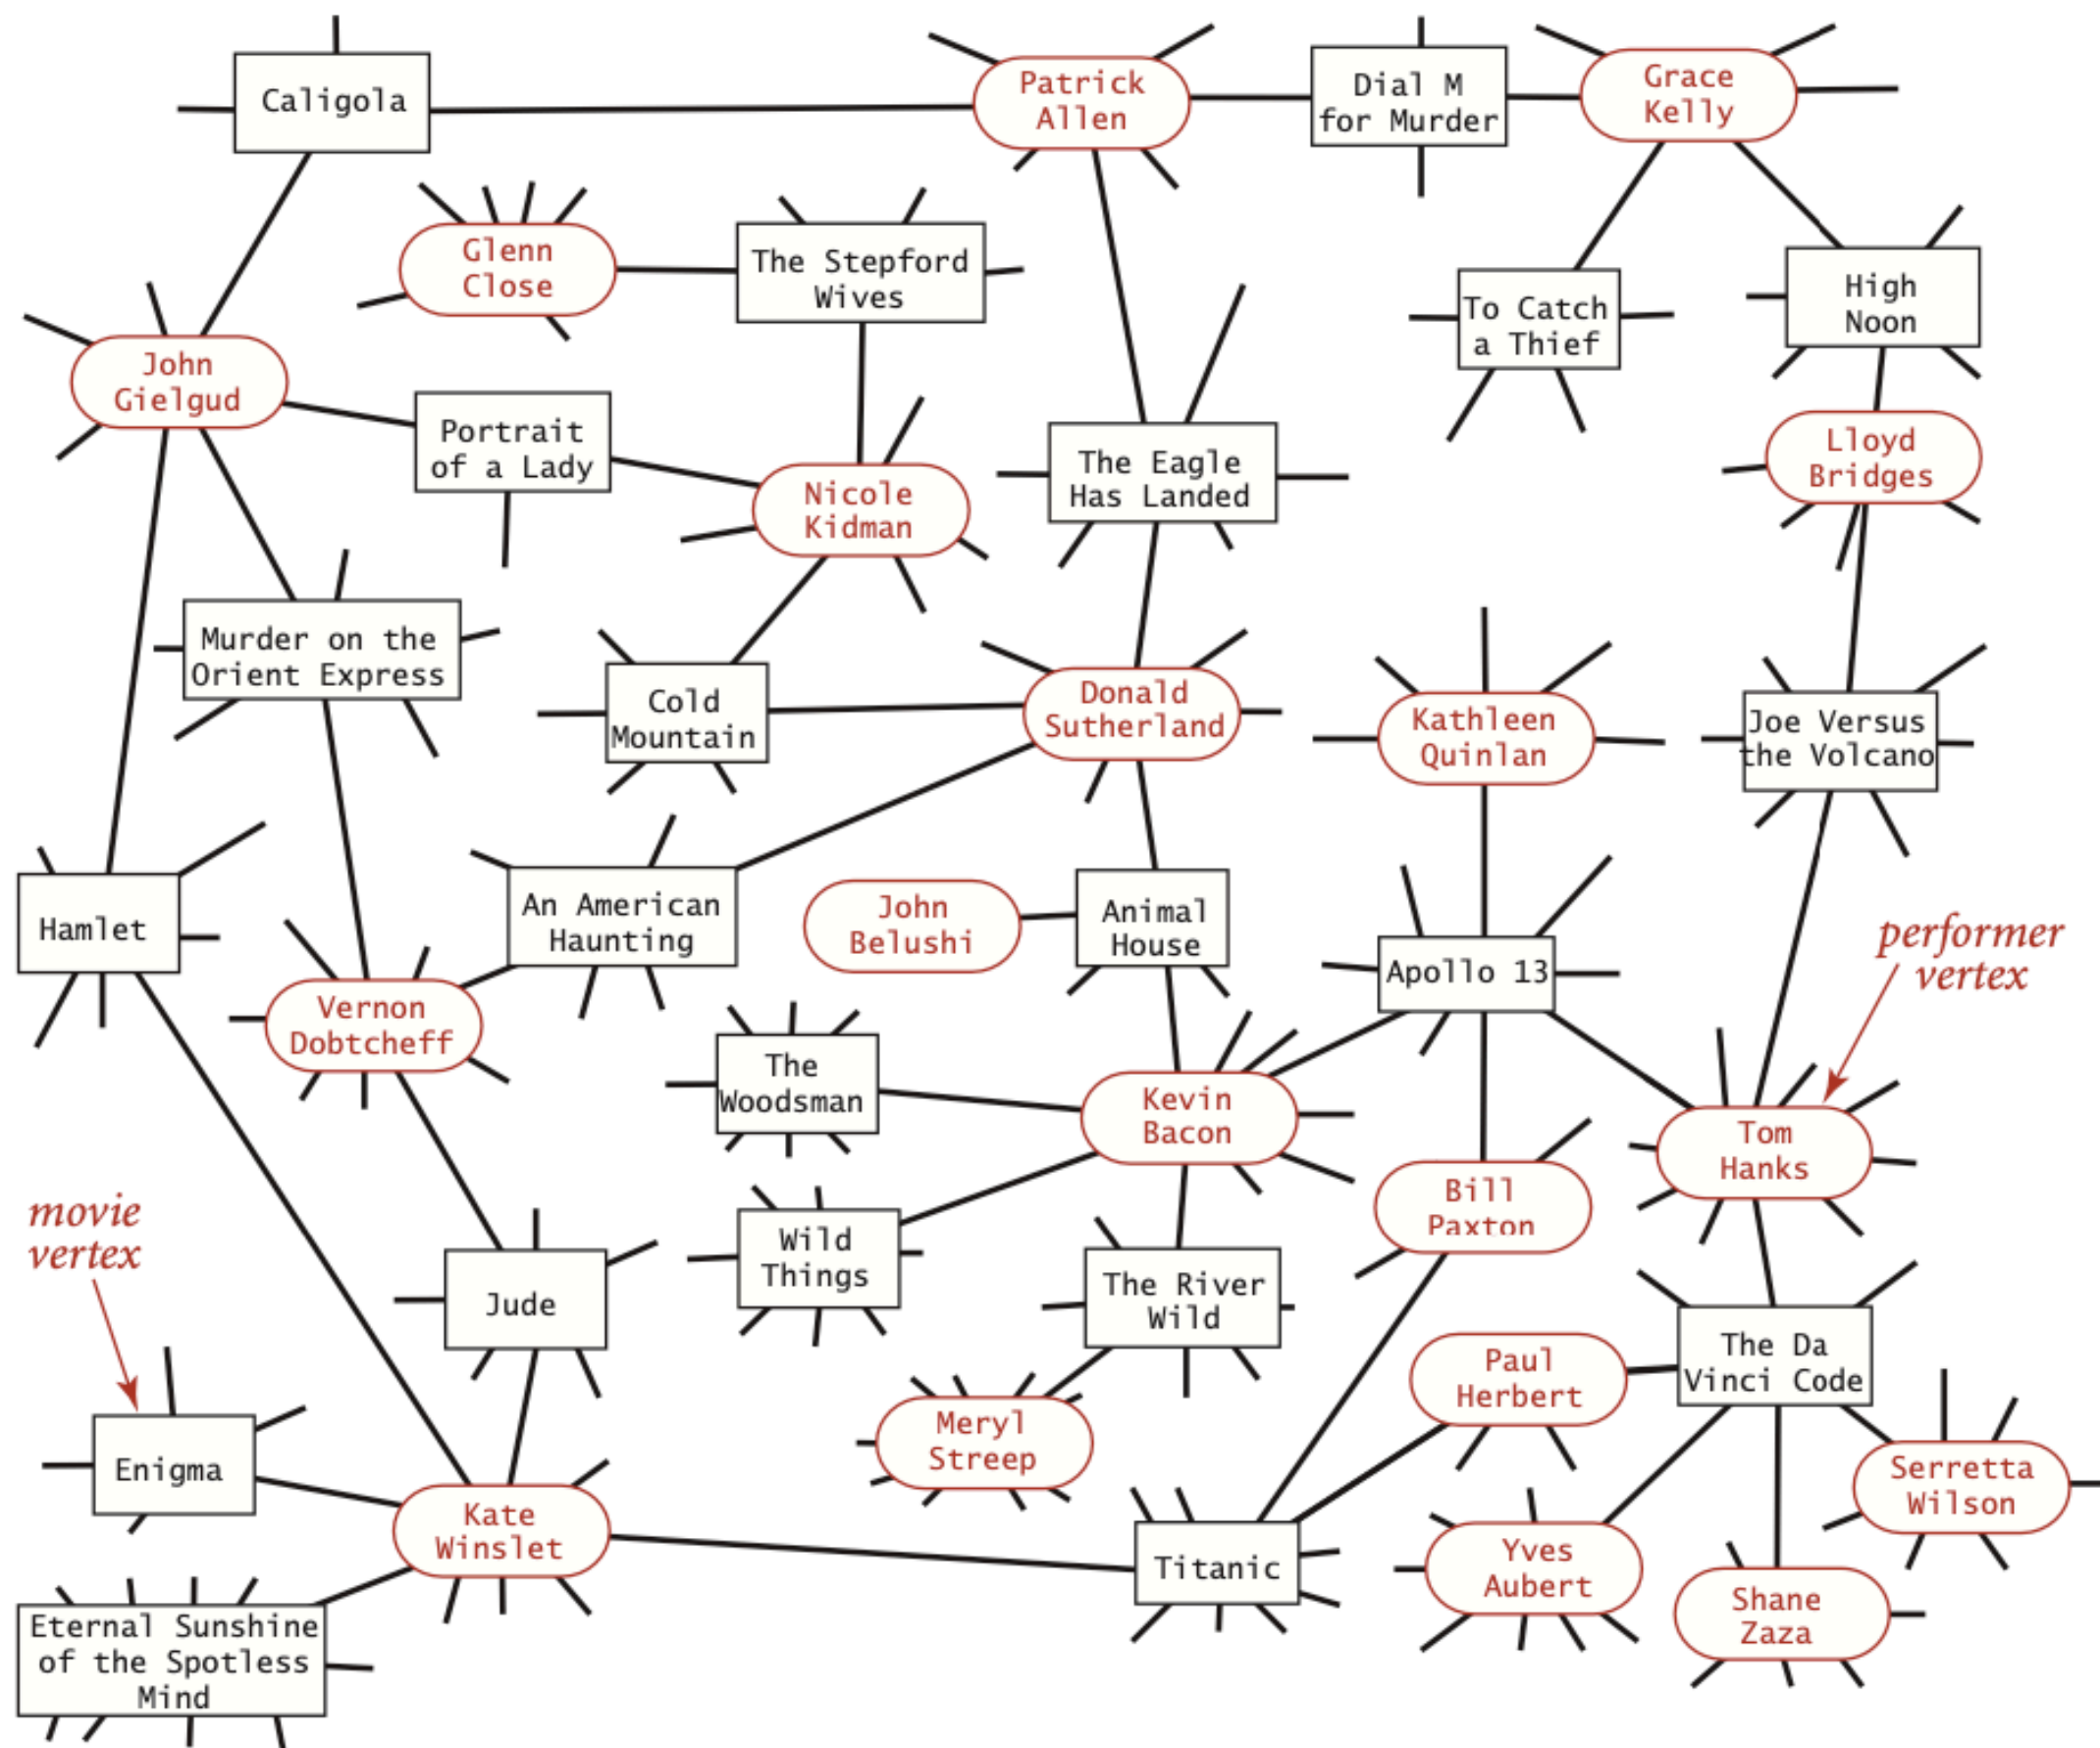 Caligola
Patrick
Allen
Dial M
for Murder
Grace
Kelly
Glenn
Close
The Stepford
Wives
To Catch
a Thief
High
Noon
John
Gielgud
Portrait
of a Lady
Nicole
Kidman
The Eagle
Has Landed
Lloyd
Bridges
Murder on the
Orient Express
Cold
Mountain
Donald
Sutherland
Kathleen
Quinlan
Joe Versus
the Volcano
Hamlet
An American
Haunting
John
Belushi
Animal
House
Apollo 13
performer
vertex
Vernon
Dobtcheff
The
Woodsman
Kevin
Bacon
Tom
Hanks
movie
vertex
Jude
Wild
Things
The River
Wild
Bill
Paxton
Paul
Herbert
The Da
Vinci Code
Enigma
Meryl
Streep
Serretta
Wilson
Kate
Winslet
Titanic
Yves
Aubert
Shane
Zaza
Eternal Sunshine
of the Spotless
Mind